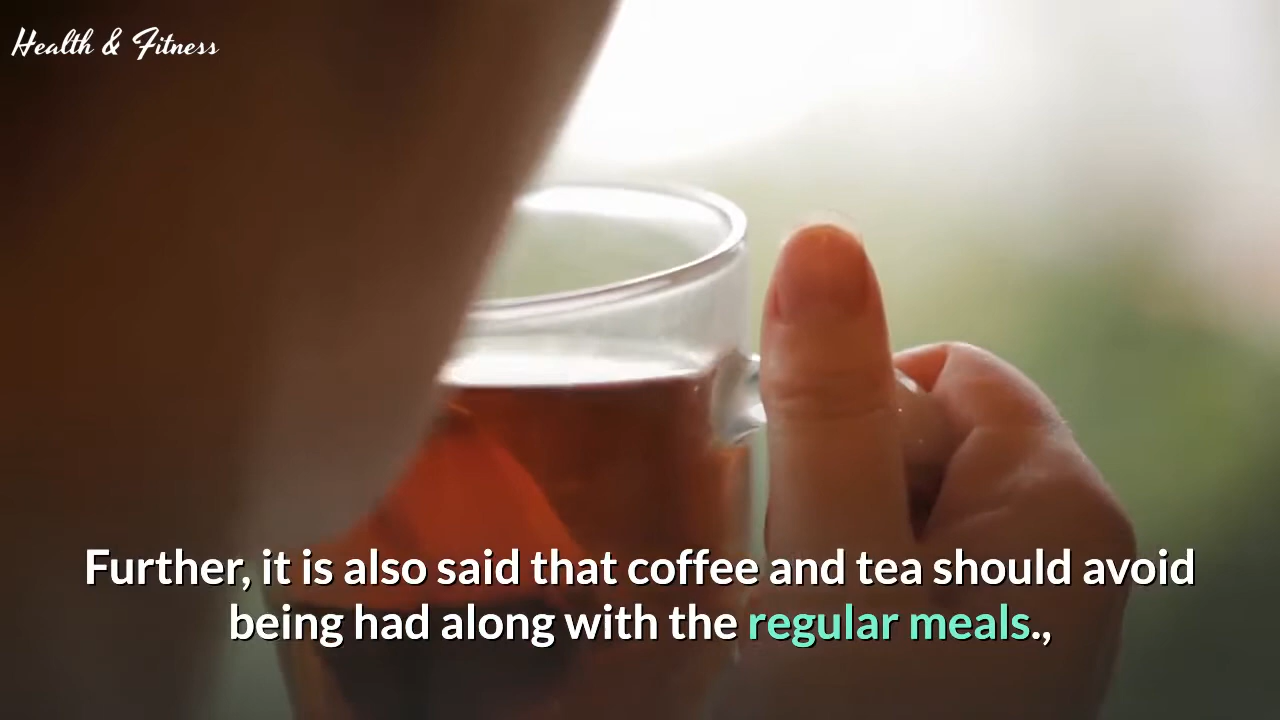 Health & Fitness
Further, it is also said that coffee and tea should avoid
being had along with the regular meals.,